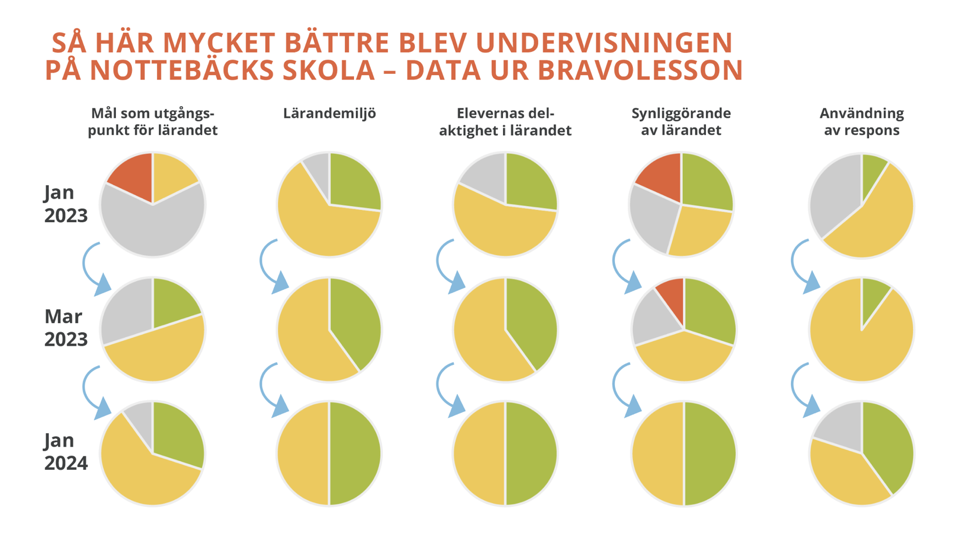 SÅ HÄR MYCKET BÄTTRE BLEV UNDERVISNINGEN
PÅ NOTTEBÄCKS SKOLA – DATA UR BRAVOLESSON
Mål som utgångs-
punkt för lärandet
Lärandemiljö
Elevernas del-
aktighet i lärandet
Synliggörande
av lärandet
Användning
av respons
Jan
2023
Mar
2023
Jan
2024